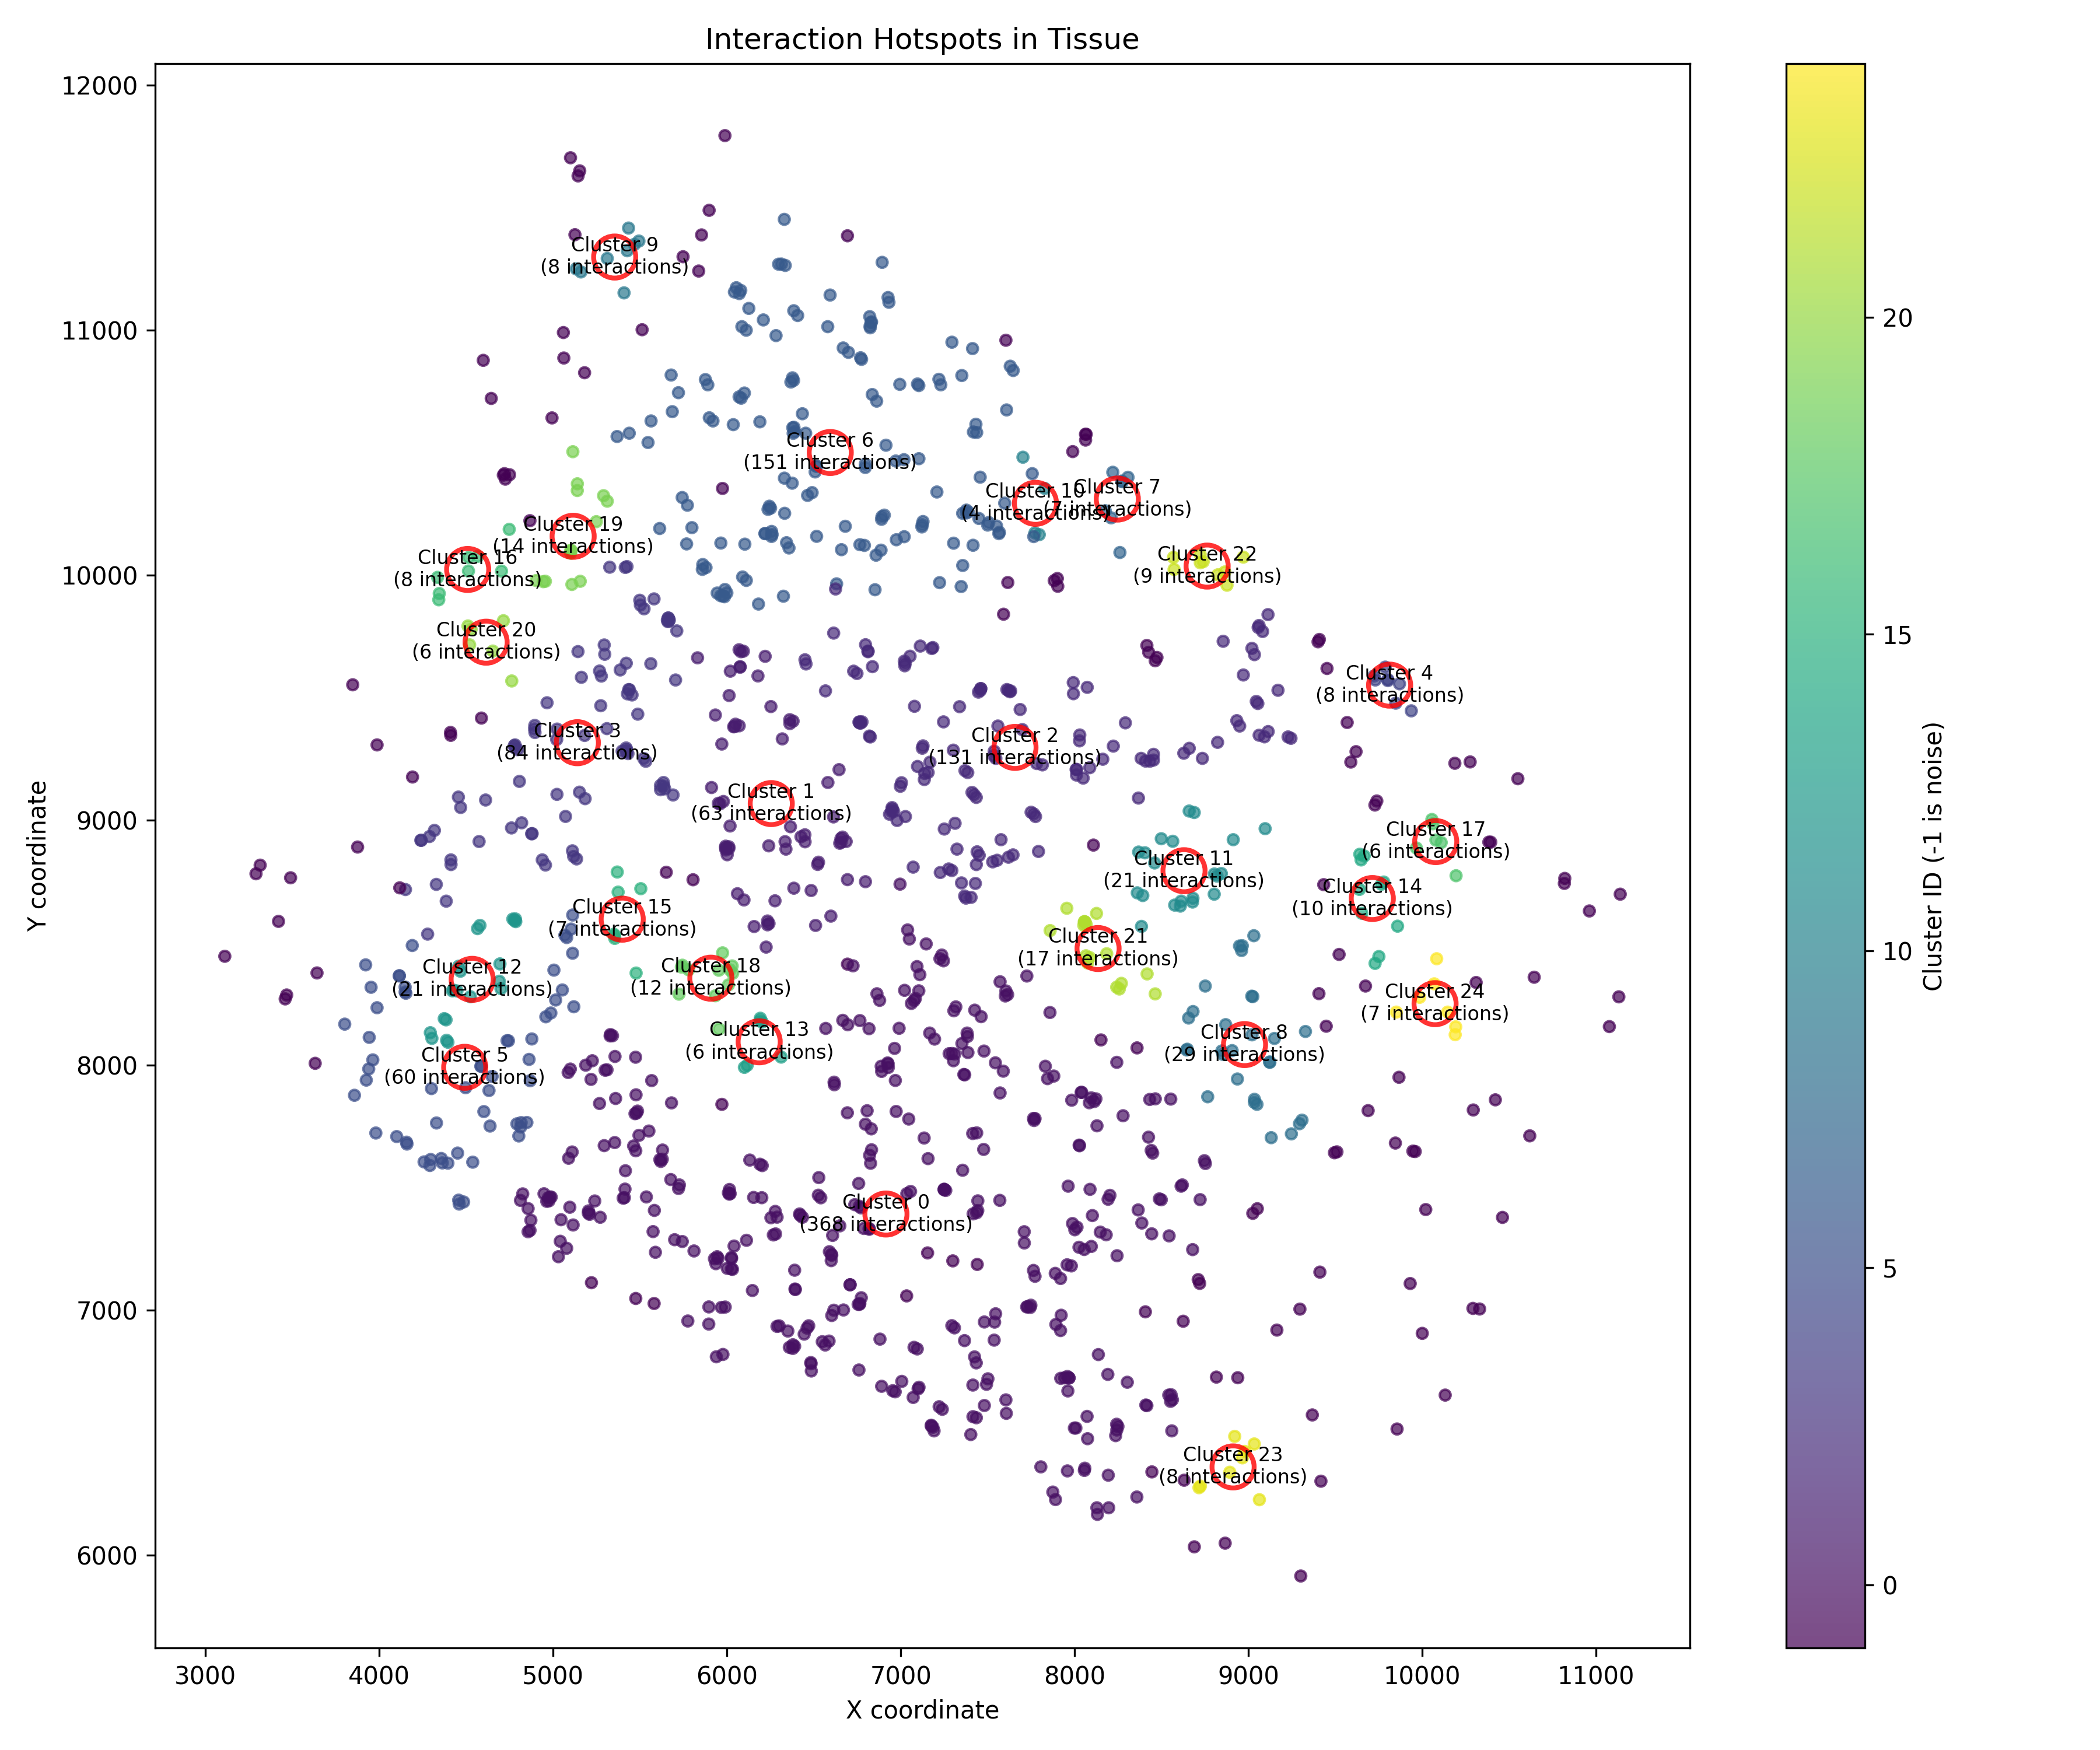 Interaction Hotspots in Tissue
12000
11000
10000
9000
8000
7000
6000
Y coordinate
3000
4000
5000
6000
7000
8000
9000
10000
11000
X coordinate
Cluster 9
(8 interactions)
Cluster 6
(151 interactions)
Cluster 10
(4 interactions)
Cluster 7
(7 interactions)
Cluster 19
(14 interactions)
Cluster 16
(8 interactions)
Cluster 22
(9 interactions)
Cluster 20
(6 interactions)
Cluster 4
(8 interactions)
Cluster 3
(84 interactions)
Cluster 2
(131 interactions)
Cluster 1
(63 interactions)
Cluster 17
(6 interactions)
Cluster 11
(21 interactions)
Cluster 14
(10 interactions)
Cluster 15
(7 interactions)
Cluster 21
(17 interactions)
Cluster 12
(21 interactions)
Cluster 18
(12 interactions)
Cluster 24
(7 interactions)
Cluster 13
(6 interactions)
Cluster 8
(29 interactions)
Cluster 5
(60 interactions)
Cluster 0
(368 interactions)
Cluster 23
(8 interactions)
20
15
10
5
0
Cluster ID (-1 is noise)